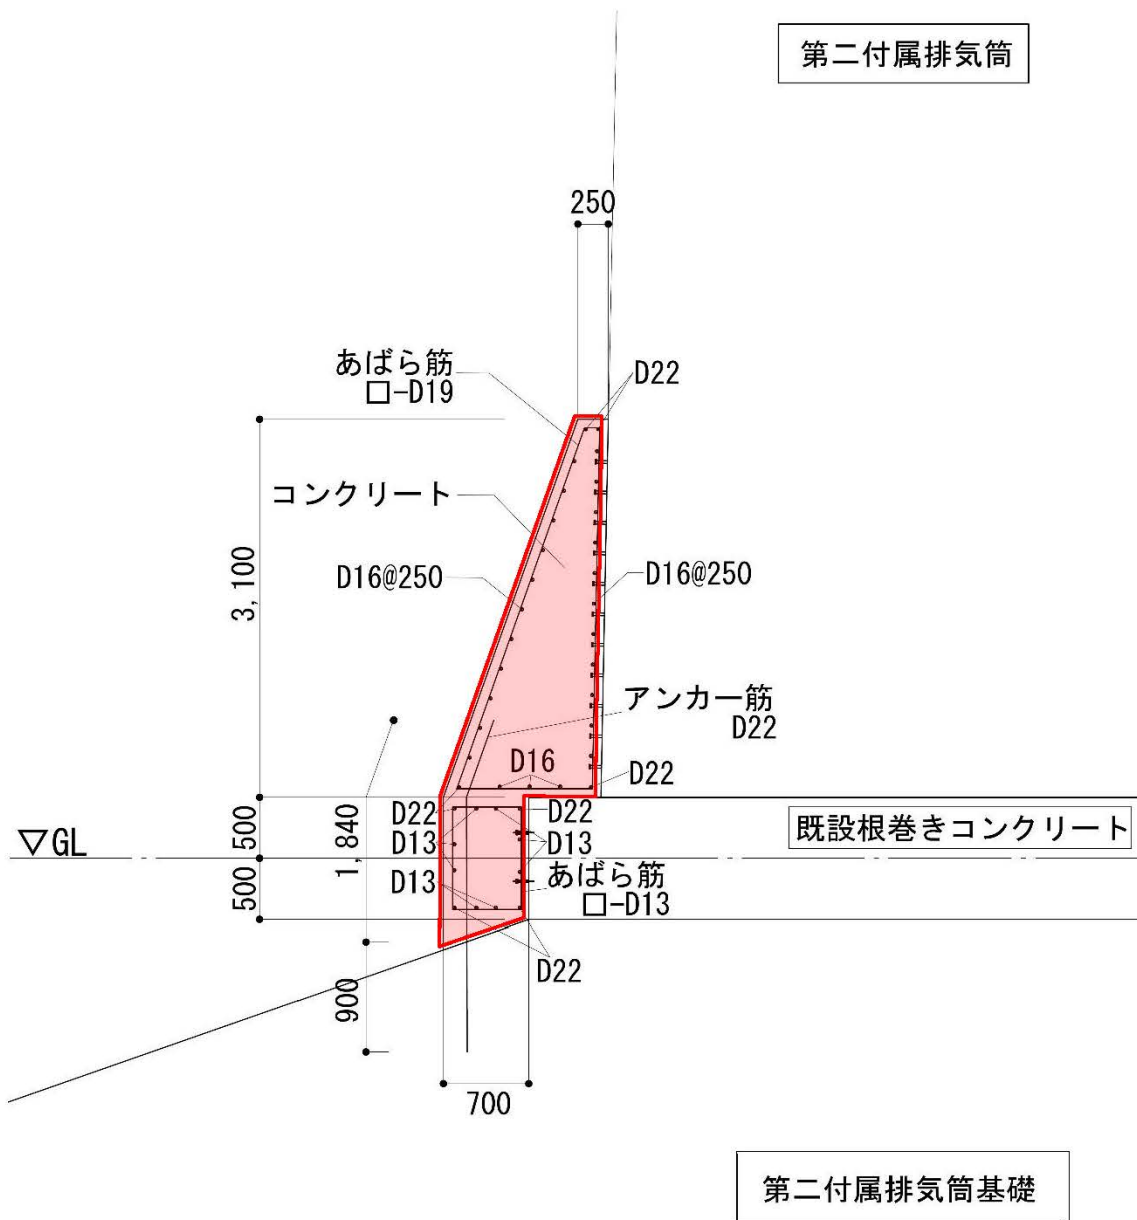 第二付属排気筒
250
あばら筋
□-D19
D22
コンクリート
3,100
D16@250
D16@250
アンカー筋
D22
D16
D22
D22
D22
500
1,840
既設根巻きコンクリート
▽GL
D13
D13
500
D13
あばら筋
□-D13
D22
900
700
第二付属排気筒基礎